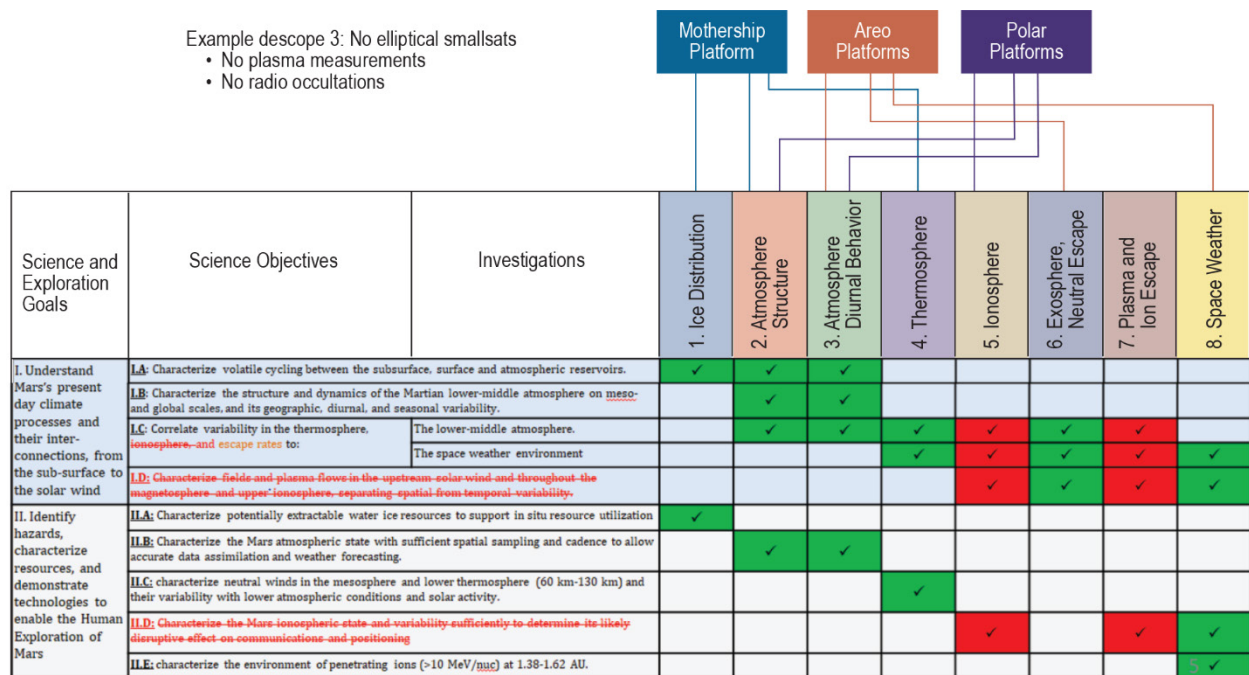 Example descope 3: No elliptical smallsats
• No plasma measurements
• No radio occultations
Mothership
Platform
Areo
Platforms
Polar
Platforms
Science and
Exploration
Goals
Science Objectives
Investigations
1. Ice Distribution
2. Atmosphere
Structure
3. Atmosphere
Diurnal Behavior
4. Thermosphere
5. Ionosphere
6. Exosphere,
Neutral Escape
7. Plasma and
Ion Escape
8. Space Weather
I. Understand
Mars's present
day climate
processes and
their inter-
connections, from
the sub-surface to
the solar wind
I.A: Characterize volatile cycling between the subsurface, surface and atmospheric reservoirs.
✓ ✓ ✓
I.B: Characterize the structure and dynamics of the Martian lower-middle atmosphere on meso-
and global scales, and its geographic, diurnal, and seasonal variability.
✓ ✓
I.C: Correlate variability in the thermosphere,
ionosphere, and escape rates to:
The lower-middle atmosphere.
✓ ✓ ✓ ✓ ✓ ✓
The space weather environment
✓ ✓ ✓ ✓ ✓
I.D: Characterize fields and plasma flows in the upstream solar wind and throughout the
magnetosphere and upper ionosphere, separating spatial from temporal variability.
✓ ✓ ✓ ✓
II. Identify
hazards,
characterize
resources, and
demonstrate
technologies to
enable the Human
Exploration of
Mars
II.A: Characterize potentially extractable water ice resources to support in situ resource utilization
✓
II.B: Characterize the Mars atmospheric state with sufficient spatial sampling and cadence to allow
accurate data assimilation and weather forecasting.
✓ ✓
II.C: characterize neutral winds in the mesosphere and lower thermosphere (60 km-130 km) and
their variability with lower atmospheric conditions and solar activity.
✓
II.D: Characterize the Mars ionospheric state and variability sufficiently to determine its likely
disruptive effect on communications and positioning
✓ ✓ ✓
II.E: characterize the environment of penetrating ions (>10 MeV/nuc) at 1.38-1.62 AU.
5 ✓